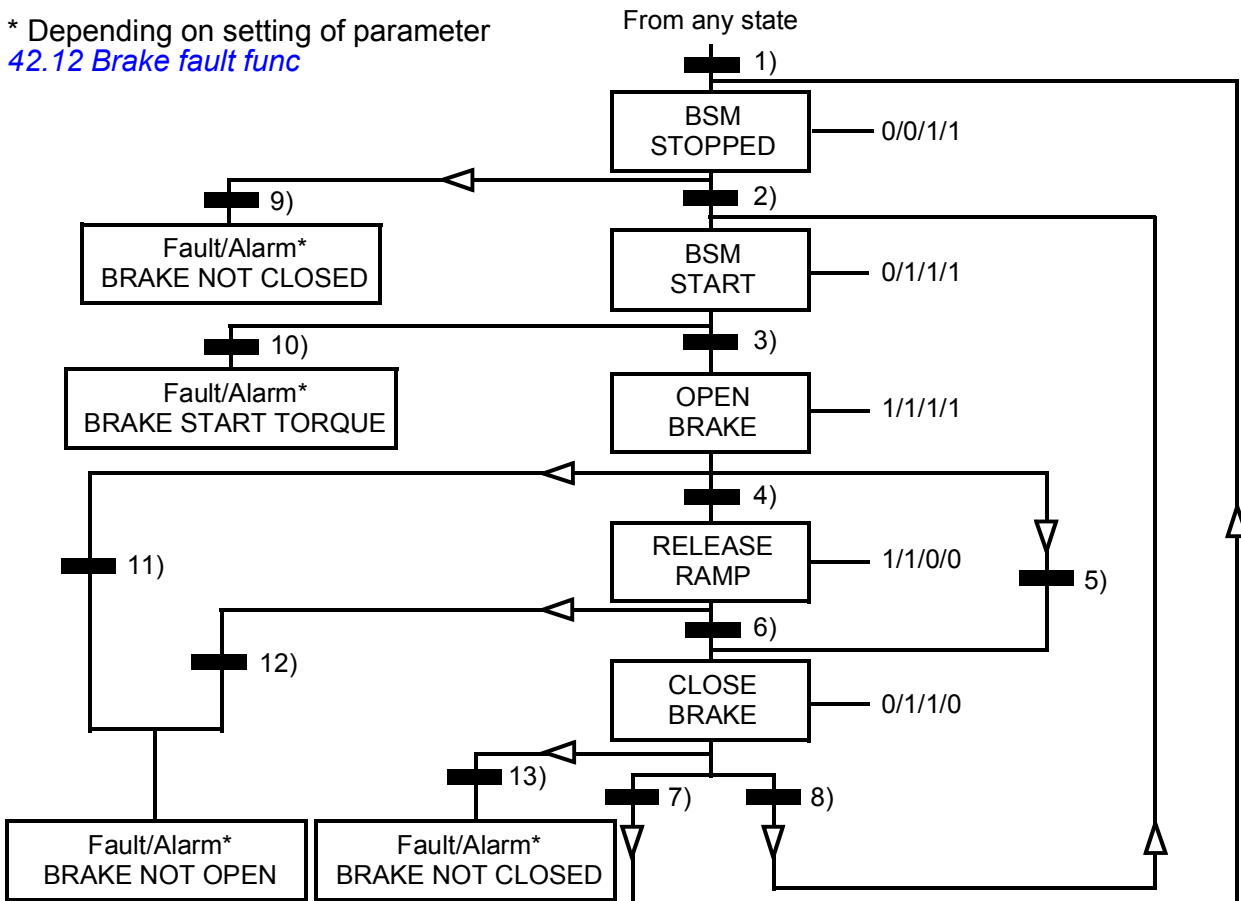 * Depending on setting of parameter
42.12 Brake fault func
From any state
1)
BSM
STOPPED
0/0/1/1
9)
2)
Fault/Alarm*
BRAKE NOT CLOSED
BSM
START
0/1/1/1
10)
3)
Fault/Alarm*
BRAKE START TORQUE
OPEN
BRAKE
1/1/1/1
4)
11)
RELEASE
RAMP
1/1/0/0
5)
6)
12)
CLOSE
BRAKE
0/1/1/0
13)
7)
8)
Fault/Alarm*
BRAKE NOT OPEN
Fault/Alarm*
BRAKE NOT CLOSED